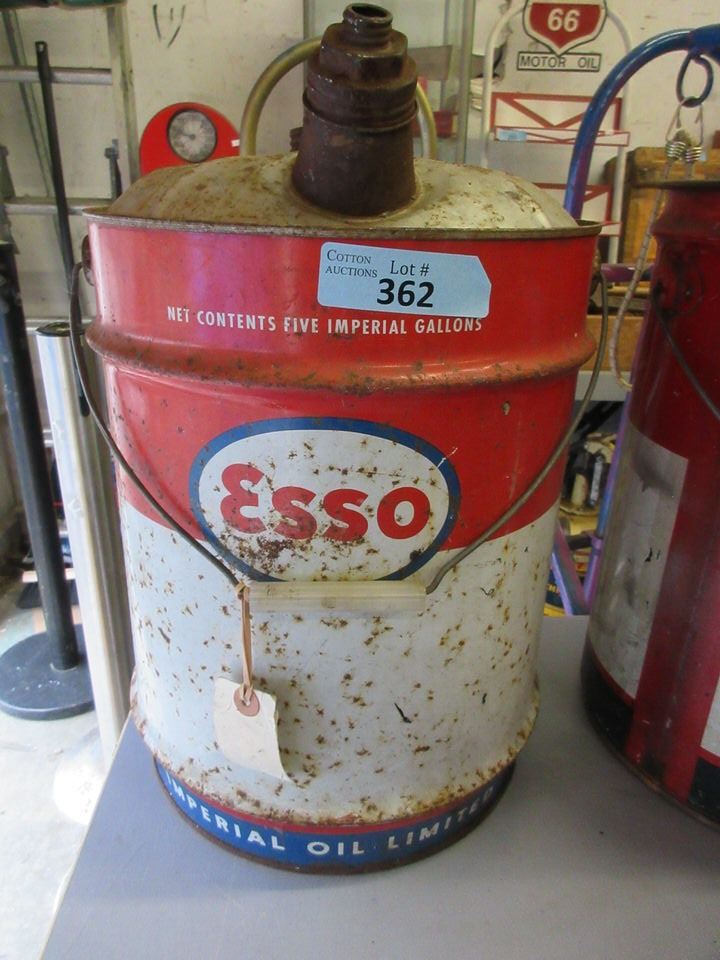 66
MOTOR OIL
COTTON
AUCTIONS
Lot #
362
NET CONTENTS FIVE IMPERIAL GALLONS
Esso
IMPERIAL OIL LIMITED